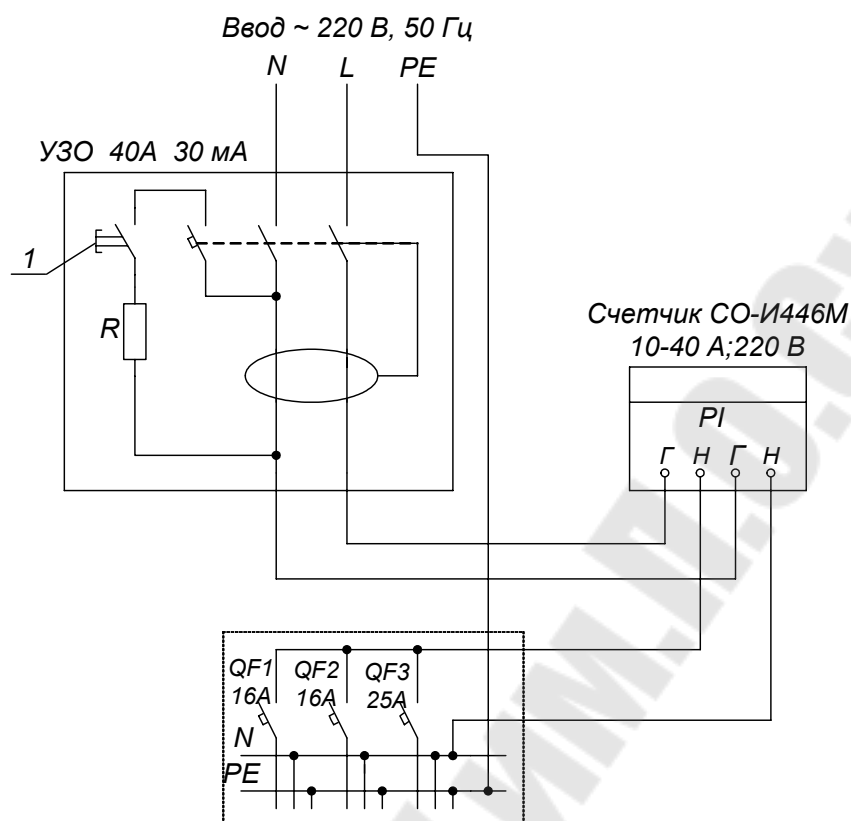 Ввод ~ 220 В, 50 Гц
N L PE
УЗО 40А 30 мА
1
R
Счетчик СО-И446М
10-40 А;220 В
PI
Г Н Г Н
QF1 QF2 QF3
16А 16А 25А
N
PE
им.П.О.С